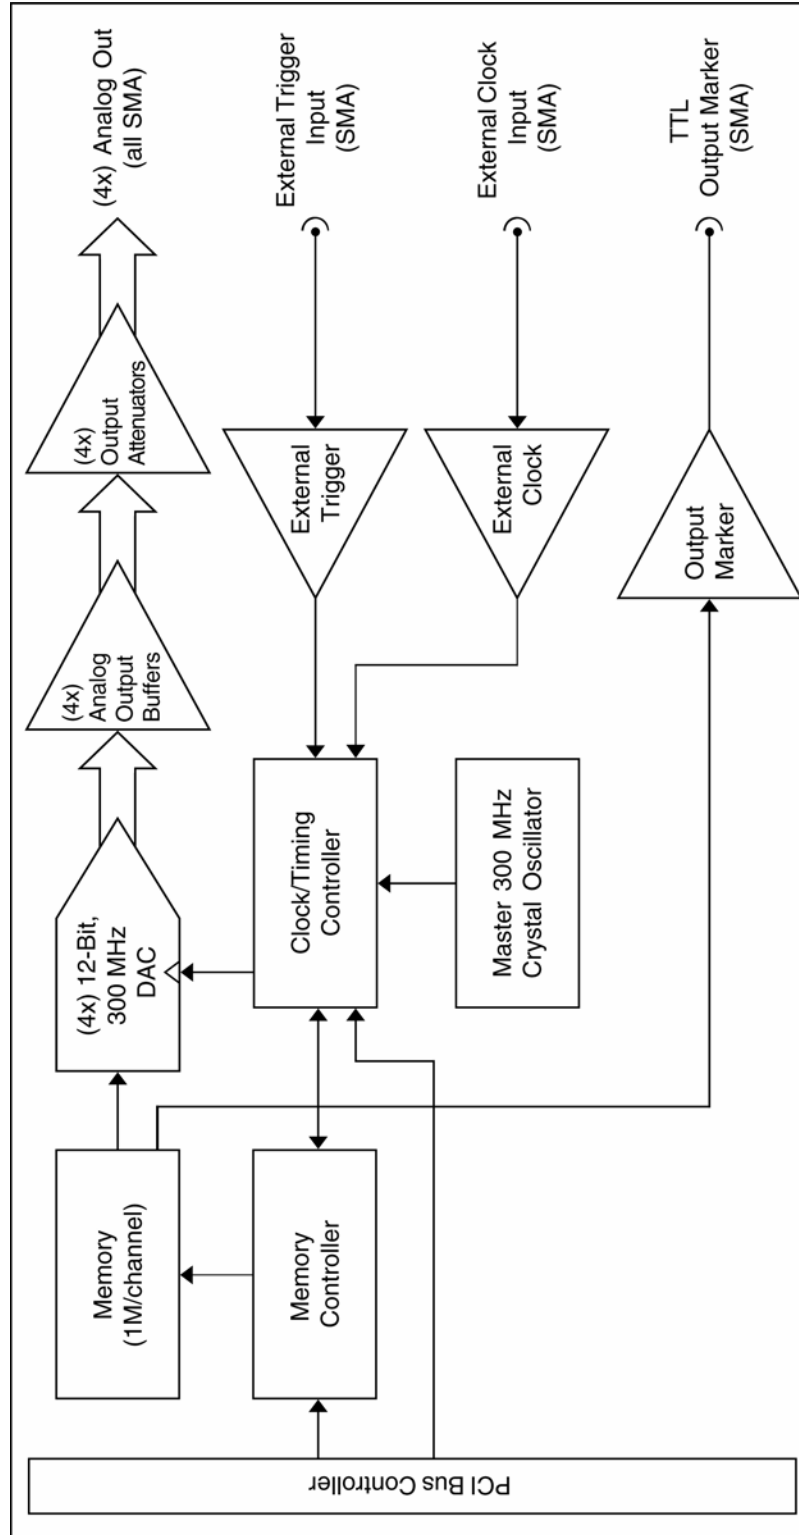 (4x) Analog Out
(all SMA)
External Trigger
Input
(SMA)
External Clock
Input
(SMA)
TTL
Output Marker
(SMA)
(4x)
Output
Attenuators
External
Trigger
External
Clock
Output
Marker
(4x)
Analog
Output
Buffers
(4x) 12-Bit,
300 MHz
DAC
Clock/Timing
Controller
Master 300 MHz
Crystal Oscillator
Memory
(1M/channel)
Memory
Controller
PCI Bus Controller